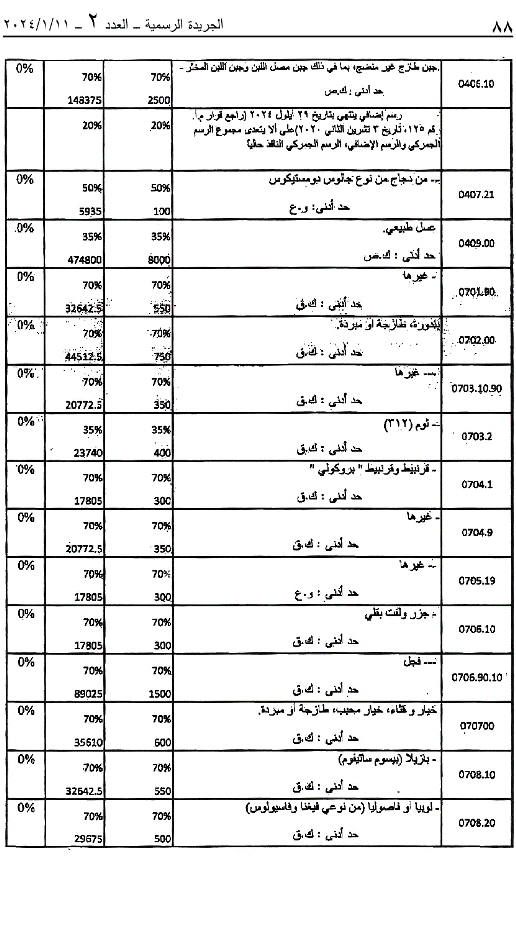 ٨٨ الجريدة الرسمية ـ العدد ٢ ـ ٢٠٢٤/١/١١
0406.10 جبن طازج غير منضج، بما في ذلك جبن مصل اللبن وجبن اللبن المخثر - 70% 70% 0%
حد أدنى : ك.ص 2500 148375
رسم إضافي ينتهي بتاريخ ٢٩ أيلول ٢٠٢٤ (راجع قرار م.أ. 20% 20%
رقم ١٢٥، تاريخ ٣ تشرين الثاني ٢٠٢٠)على ألا يتعدى مجموع الرسم
الجمركي والرسم الإضافي، الرسم الجمركي النافذ حالياً
0407.21 -- من دجاج من نوع جالوس دومستيكوس 50% 50% 0%
حد أدنى: و.ع 100 5935
0409.00 عسل طبيعي. 35% 35% 0%
حد أدنى : ك.ص 8000 474800
0701.90 - غيرها 70% 70% 0%
حد أدنى : ك.ق 550 32642.5
0702.00 بندورة، طازجة أو مبردة. 70% 70% 0%
حد أدنى : ك.ق 750 44512.5
0703.10.90 --- غيرها 70% 70% 0%
حد أدنى : ك.ق 350 20772.5
0703.2 - ثوم (٣١٢) 35% 35% 0%
حد أدنى : ك.ق 400 23740
0704.1 - قرنبيط وقرنبيط " بروكولي " 70% 70% 0%
حد أدنى : ك.ق 300 17805
0704.9 - غيرها 70% 70% 0%
حد أدنى : ك.ق 350 20772.5
0705.19 -- غيرها 70% 70% 0%
حد أدنى : و.ع 300 17805
0706.10 - جزر ولفت بقلي 70% 70% 0%
حد أدنى : ك.ق 300 17805
0706.90.10 --- فجل 70% 70% 0%
حد أدنى : ك.ق 1500 89025
070700 خيار وقثاء، خيار محبب، طازجة أو مبردة. 70% 70% 0%
حد أدنى : ك.ق 600 35610
0708.10 - بازيلا (بيسوم ساتيفوم) 70% 70% 0%
حد أدنى : ك.ق 550 32642.5
0708.20 - لوبيا أو فاصوليا (من نوعي فيغنا وفاسيولوس) 70% 70% 0%
حد أدنى : ك.ق 500 29675